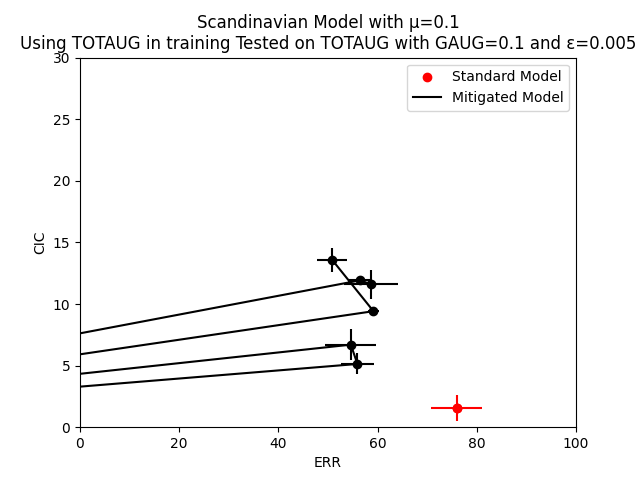 Scandinavian Model with μ=0.1
Using TOTAUG in training Tested on TOTAUG with GAUG=0.1 and ε=0.005
Standard Model
Mitigated Model
30
25
20
15
10
5
0
CIC
0 20 40 60 80 100
ERR